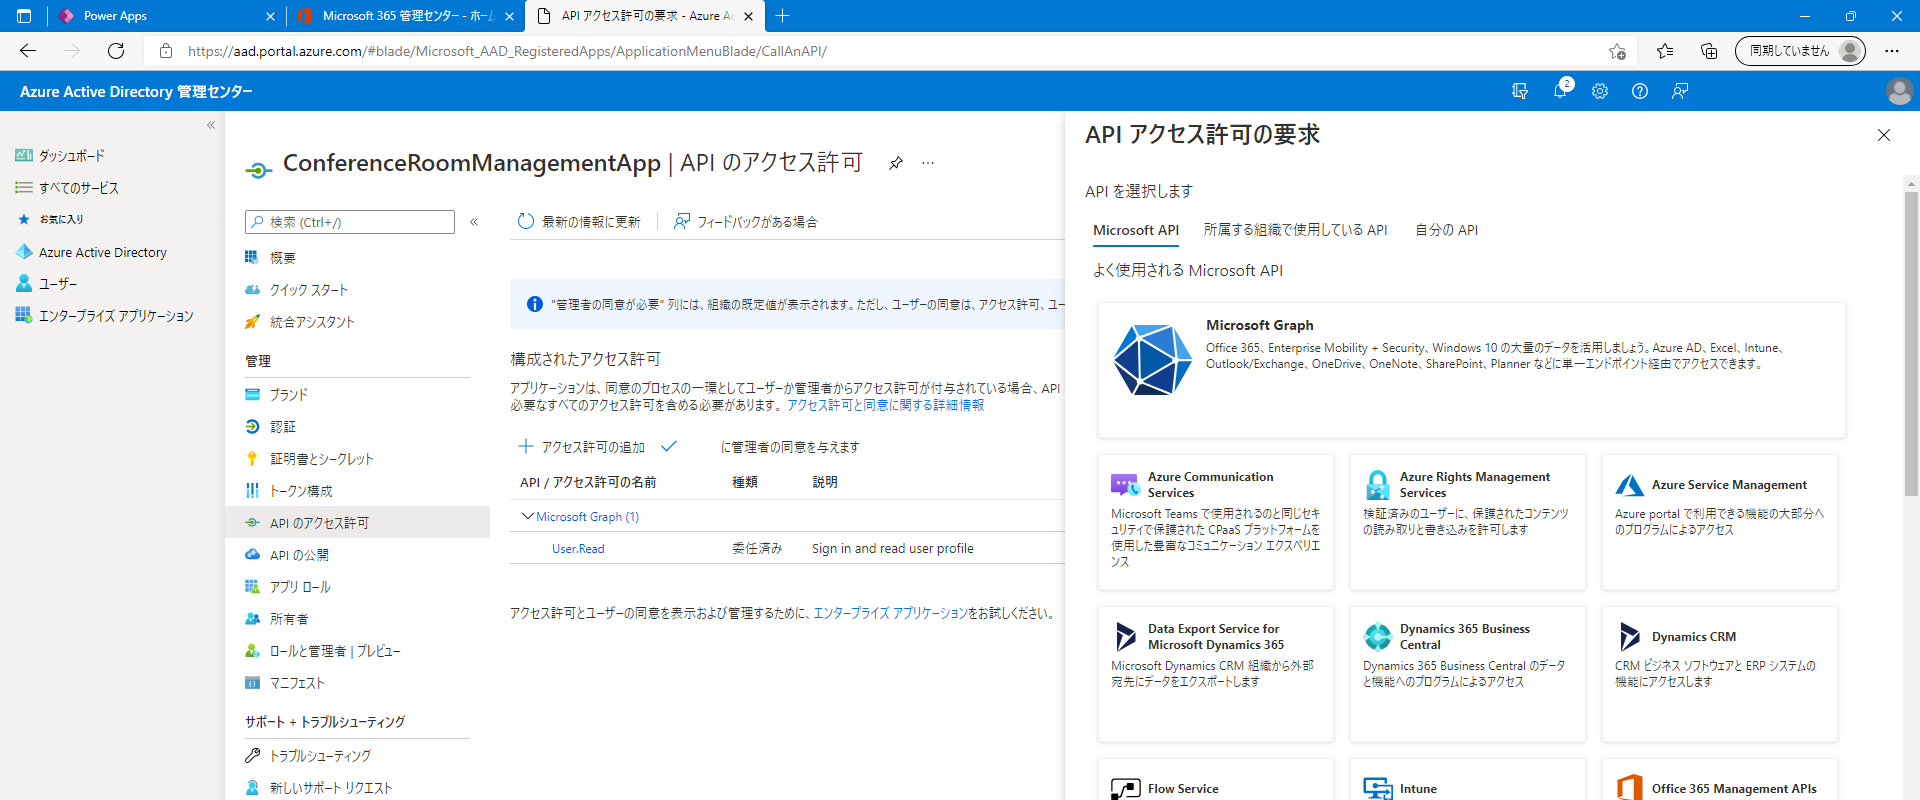 Power Apps
Microsoft 365 管理センター - ホーム
API アクセス許可の要求 - Azure Ac
https://aad.portal.azure.com/#blade/Microsoft_AAD_RegisteredApps/ApplicationMenuBlade/CallAnAPI/
同期していません
Azure Active Directory 管理センター
2
ダッシュボード
すべてのサービス
お気に入り
Azure Active Directory
ユーザー
エンタープライズ アプリケーション
ConferenceRoomManagementApp | API のアクセス許可
検索 (Ctrl+/)
概要
クイック スタート
統合アシスタント
管理
ブランド
認証
証明書とシークレット
トークン構成
API のアクセス許可
API の公開
アプリ ロール
所有者
ロールと管理者 | プレビュー
マニフェスト
サポート + トラブルシューティング
トラブルシューティング
新しいサポート リクエスト
最新の情報に更新
フィードバックがある場合
"管理者の同意が必要" 列には、組織の既定値が表示されます。ただし、ユーザーの同意は、アクセス許可、ユー
構成されたアクセス許可
アプリケーションは、同意のプロセスの一環としてユーザーか管理者からアクセス許可が付与されている場合、API
必要なすべてのアクセス許可を含める必要があります。 アクセス許可と同意に関する詳細情報
アクセス許可の追加
に管理者の同意を与えます
API / アクセス許可の名前 種類 説明
Microsoft Graph (1)
User.Read 委任済み Sign in and read user profile
アクセス許可とユーザーの同意を表示および管理するために、エンタープライズ アプリケーションをお試しください。
API アクセス許可の要求
API を選択します
Microsoft API 所属する組織で使用している API 自分の API
よく使用される Microsoft API
Microsoft Graph
Office 365、Enterprise Mobility + Security、Windows 10 の大量のデータを活用しましょう。Azure AD、Excel、Intune、
Outlook/Exchange、OneDrive、OneNote、SharePoint、Planner などに単一エンドポイント経由でアクセスできます。
Azure Communication
Services
Microsoft Teams で使用されるのと同じセキ
ュリティで保護された CPaaS プラットフォームを
使用した豊富なコミュニケーション エクスペリエ
ンス
Azure Rights Management
Services
検証済みのユーザーに、保護されたコンテンツ
の読み取りと書き込みを許可します
Azure Service Management
Azure portal で利用できる機能の大部分へ
のプログラムによるアクセス
Data Export Service for
Microsoft Dynamics 365
Microsoft Dynamics CRM 組織から外部
宛先にデータをエクスポートします
Dynamics 365 Business
Central
Dynamics 365 Business Central のデータ
と機能へのプログラムによるアクセス
Dynamics CRM
CRM ビジネス ソフトウェアと ERP システムの
機能にアクセスします
Flow Service
Intune
Office 365 Management APIs